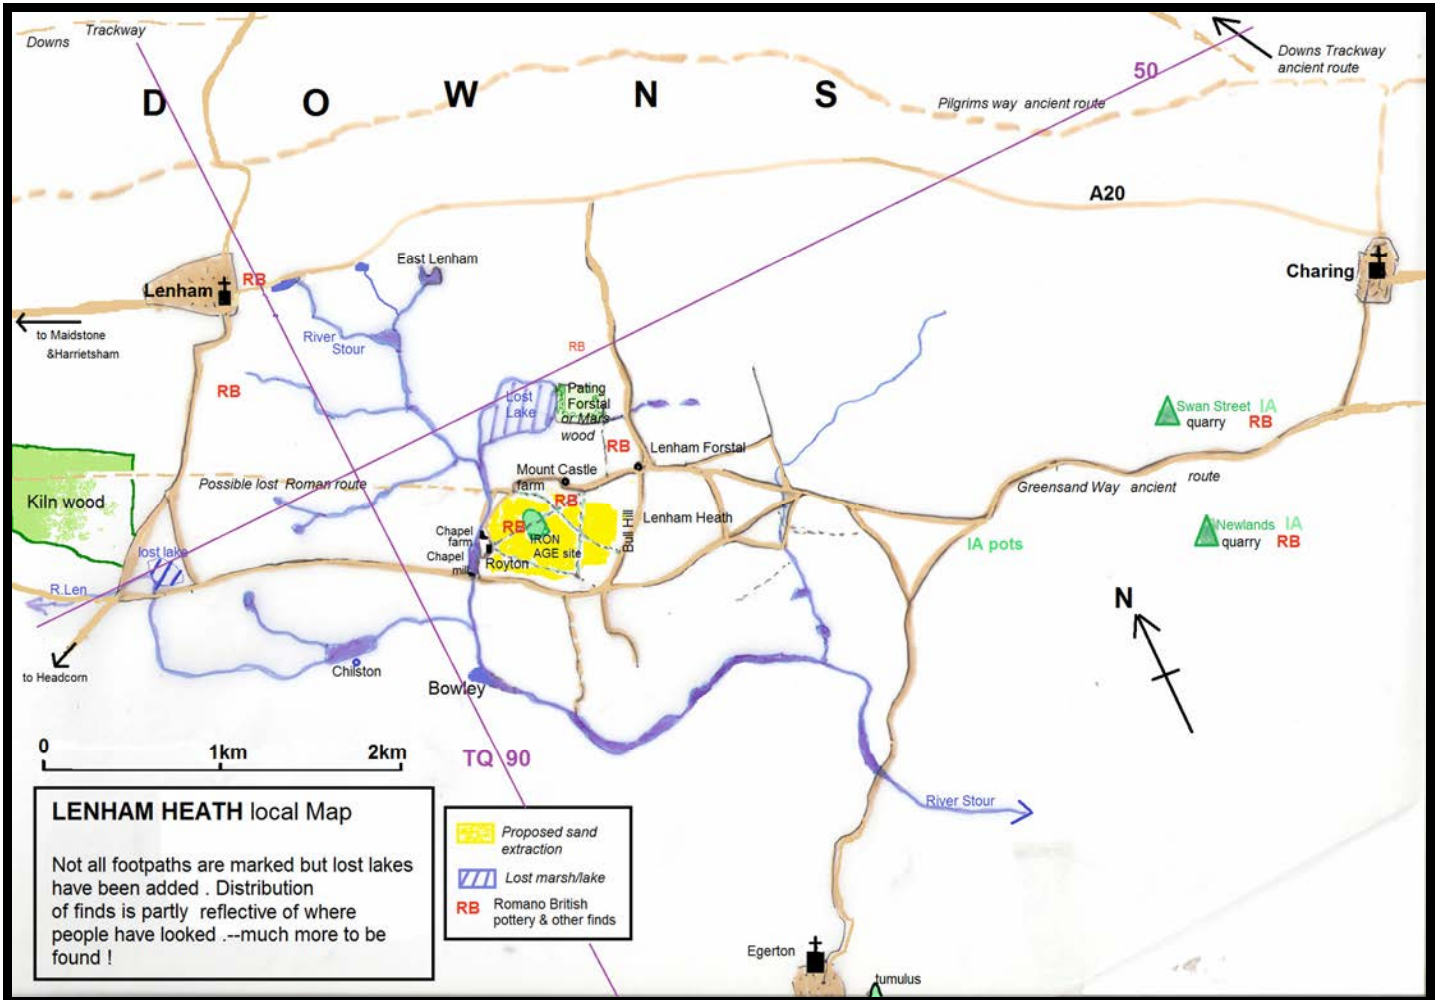 Trackway
Downs
Downs Trackway
ancient route
50
D O W N S
Pilgrims way ancient route
A20
East Lenham
RB
Lenham
Charing
to Maidstone
&Harrietsham
River
Stour
RB
RB
Lost
Lake
Pating
Forstal
or Mars
wood
Swan Street IA
quarry RB
RB
Lenham Forstal
Mount Castle
farm
Possible lost Roman route
Greensand Way ancient route
Kiln wood
RB
RB
Lenham Heath
Bull Hill
IRON
AGE site
Newlands IA
quarry RB
Chapel
farm
Chapel
mill
Royton
IA pots
lost lake
R.Len
N
to Headcorn
Chilston
Bowley
0 1km 2km
TQ 90
River Stour
LENHAM HEATH local Map
Not all footpaths are marked but lost lakes
have been added . Distribution
of finds is partly reflective of where
people have looked .--much more to be
found !
Proposed sand
extraction
Lost marsh/lake
RB Romano British
pottery & other finds
Egerton
tumulus